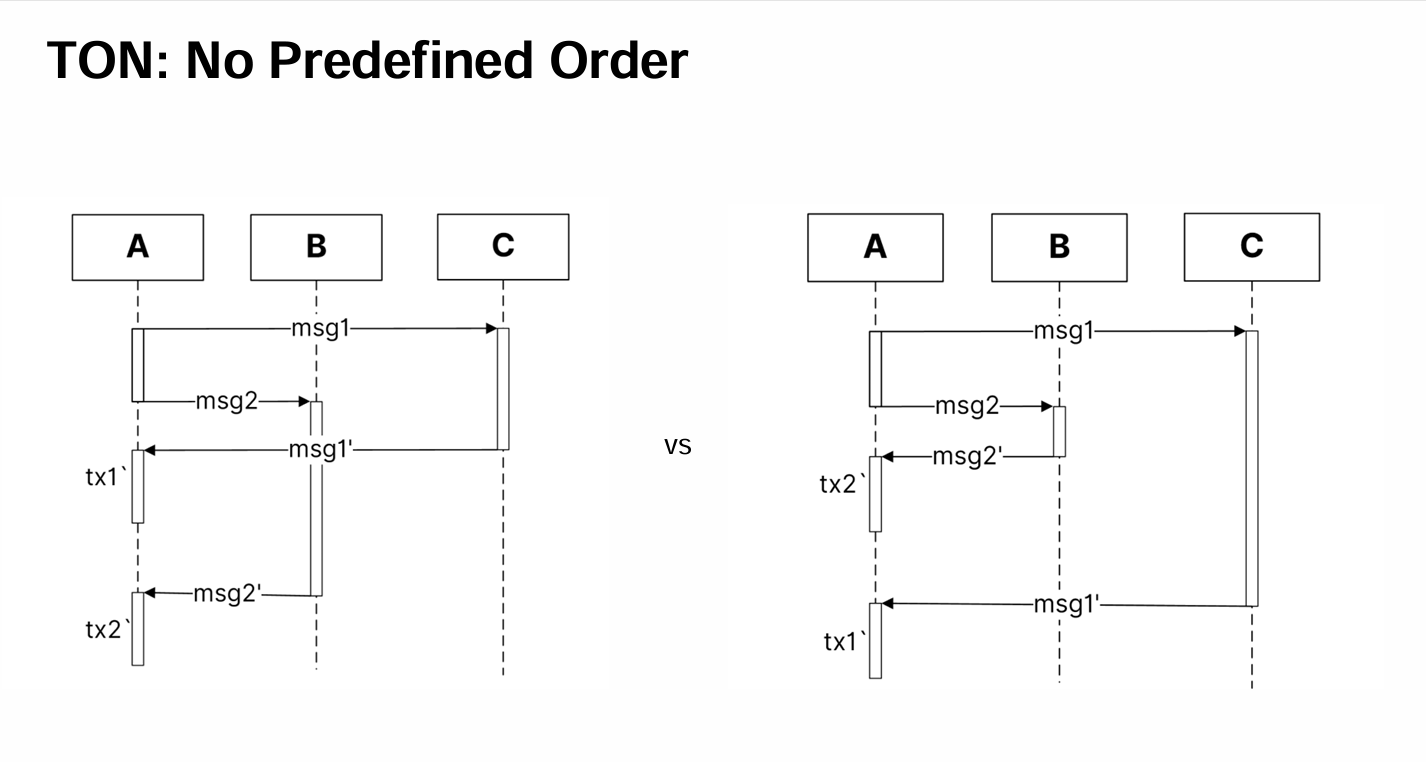 TON: No Predefined Order
A
B
C
msg1
msg2
msg1'
tx1`
msg2'
tx2`
vs
A
B
C
msg1
msg2
msg2'
tx2`
msg1'
tx1`